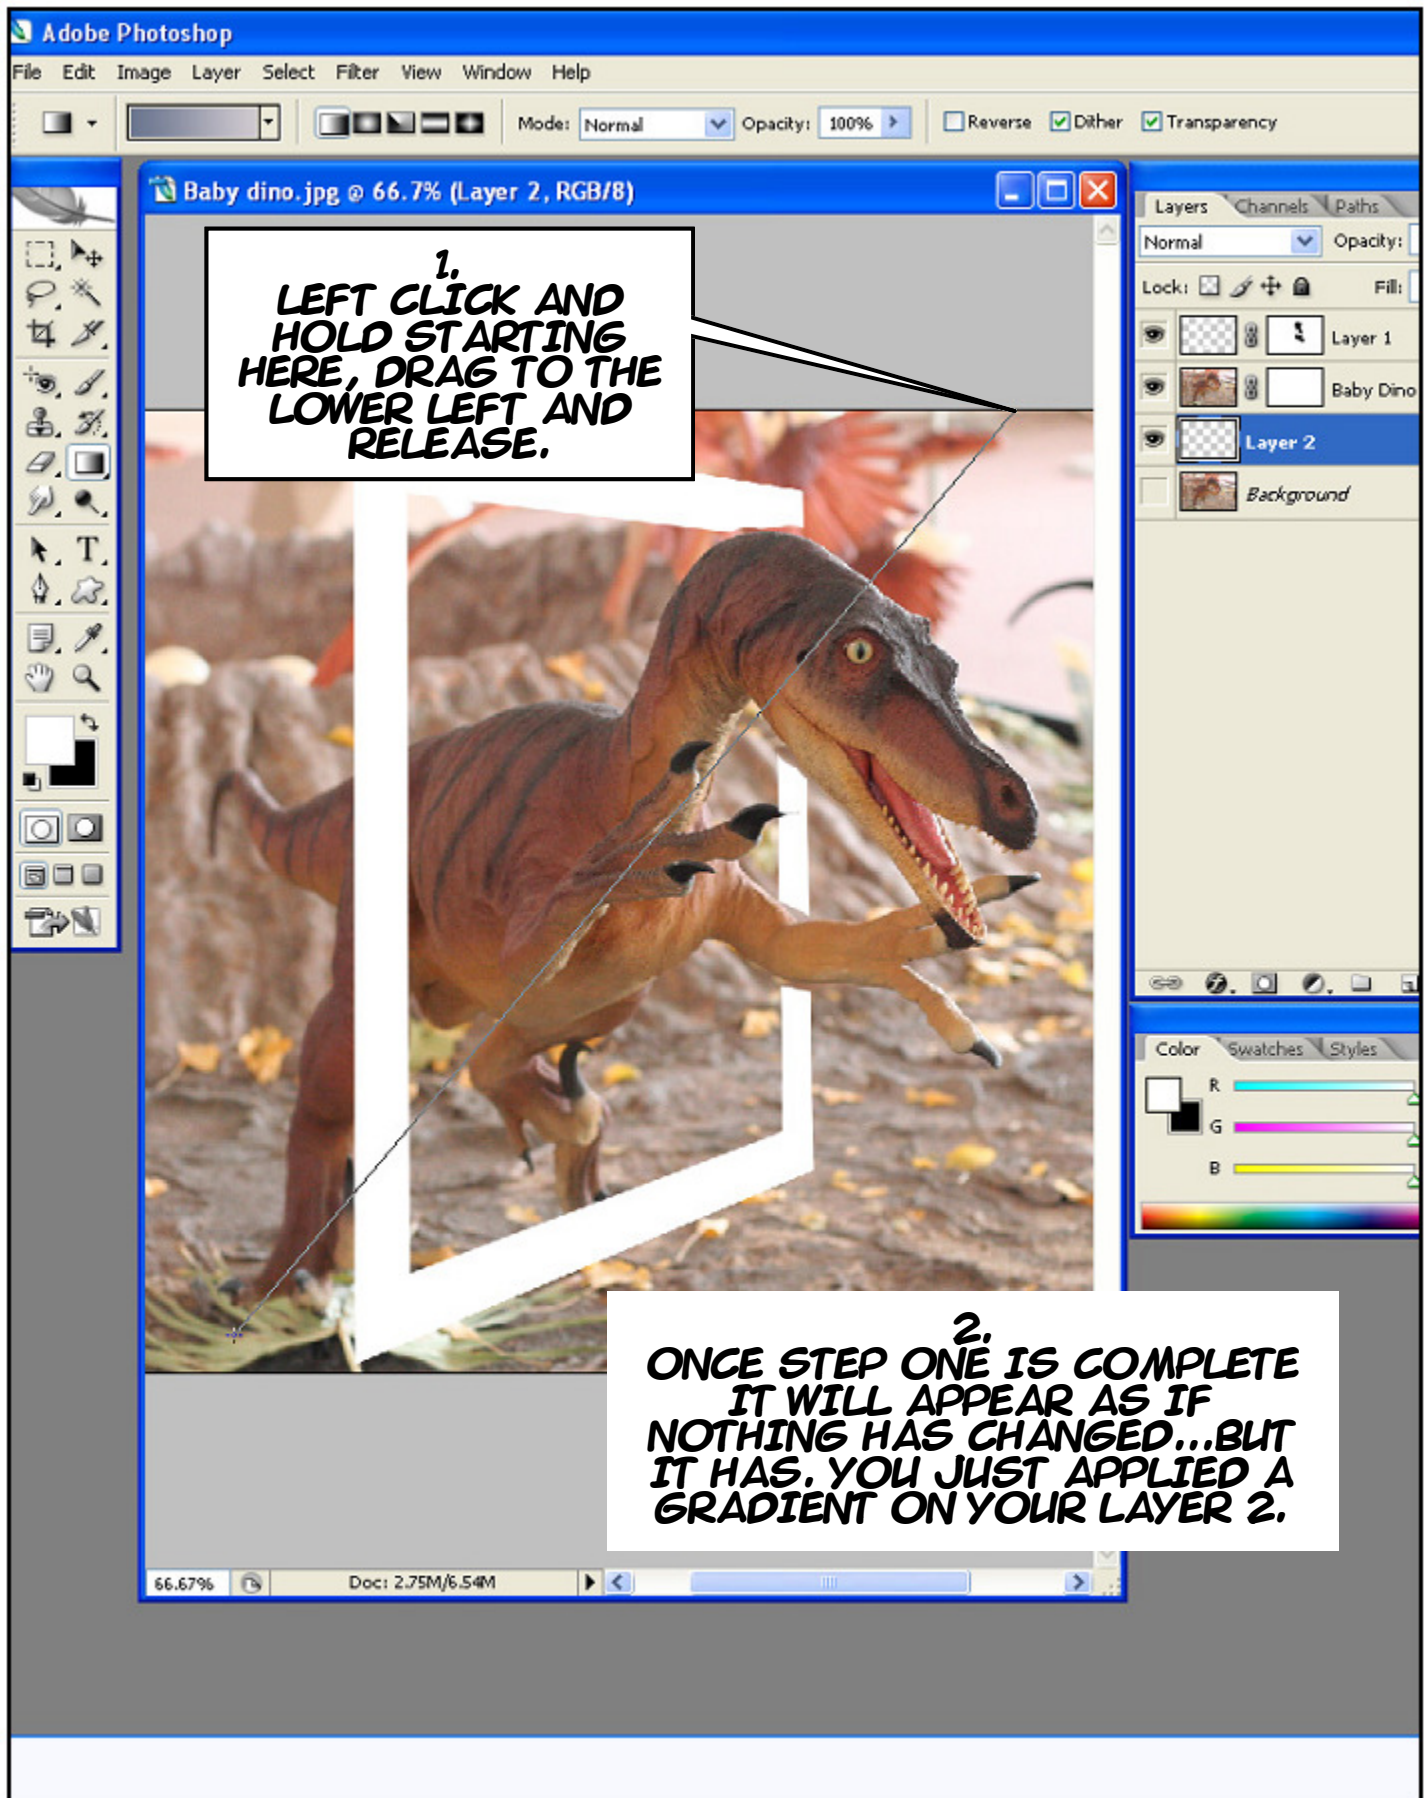 Adobe Photoshop
File Edit Image Layer Select Filter View Window Help
Mode: Normal Opacity: 100% Reverse Dither Transparency
Baby dino.jpg @ 66.7% (Layer 2, RGB/8)
1.
LEFT CLICK AND
HOLD STARTING
HERE, DRAG TO THE
LOWER LEFT AND
RELEASE.
Layers Channels Paths
Normal Opacity:
Lock: Fill:
Layer 1
Baby Dino
Layer 2
Background
Color Swatches Styles
R
G
B
2.
ONCE STEP ONE IS COMPLETE
IT WILL APPEAR AS IF
NOTHING HAS CHANGED...BUT
IT HAS. YOU JUST APPLIED A
GRADIENT ON YOUR LAYER 2.
66.67% Doc: 2.75M/6.54M